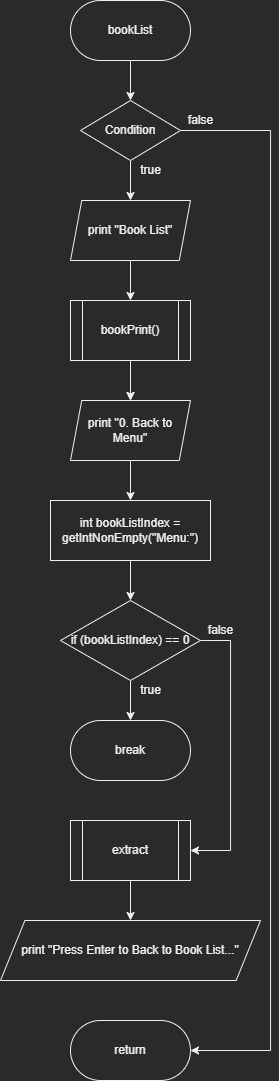 bookList
Condition
false
true
print "Book List"
bookPrint()
print "0. Back to
Menu"
int bookListIndex =
getIntNonEmpty("Menu:")
if (bookListIndex) == 0
false
true
break
extract
print "Press Enter to Back to Book List..."
return